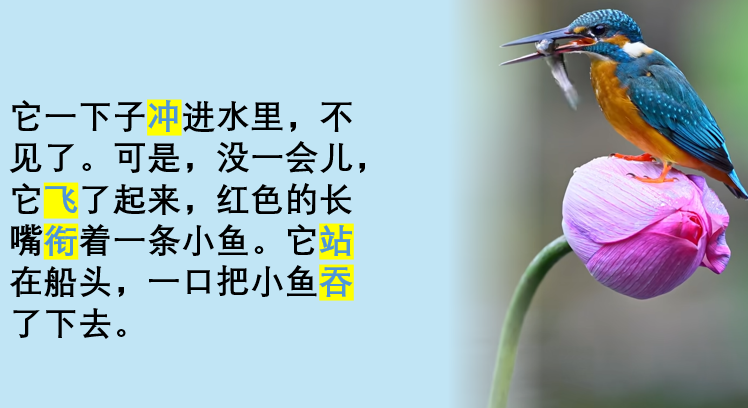 它一下子冲进水里，不
见了。可是，没一会儿，
它飞了起来，红色的长
嘴衔着一条小鱼。它站
在船头，一口把小鱼吞
了下去。